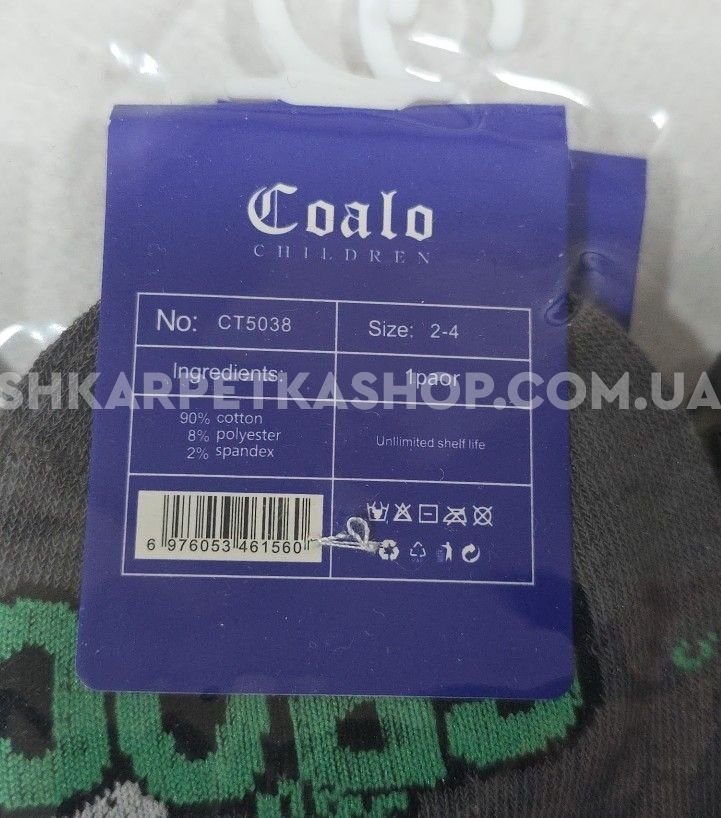 Coalo
CHILDREN
No: CT5038
Size: 2-4
Ingredients:
1paor
SHKARPETKASHOP.COM.UA
90% cotton
8% polyester
2% spandex
Unllimited shelf life
6 976053 461560